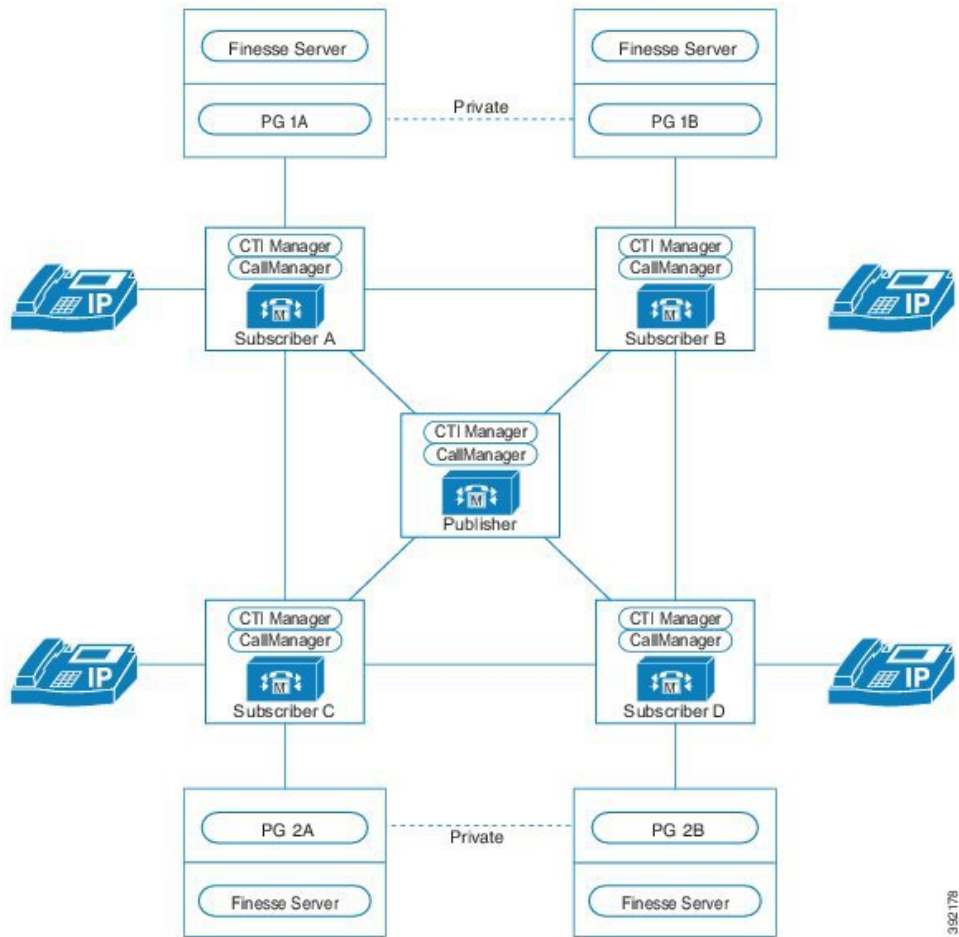 Finesse Server
Finesse Server
PG 1A
Private
PG 1B
CTI Manager
CallManager
M
Subscriber A
CTI Manager
CallManager
M
Subscriber B
IP
IP
CTI Manager
CallManager
M
Publisher
CTI Manager
CallManager
M
Subscriber C
CTI Manager
CallManager
M
Subscriber D
IP
IP
PG 2A
Private
PG 2B
Finesse Server
Finesse Server
392178